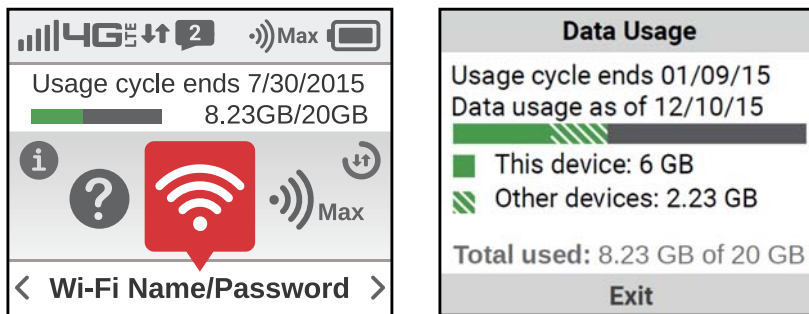 4G LTE 2 Max
Usage cycle ends 7/30/2015
8.23GB/20GB
i ? Max
Wi-Fi Name/Password
Data Usage
Usage cycle ends 01/09/15
Data usage as of 12/10/15
This device: 6 GB
Other devices: 2.23 GB
Total used: 8.23 GB of 20 GB
Exit